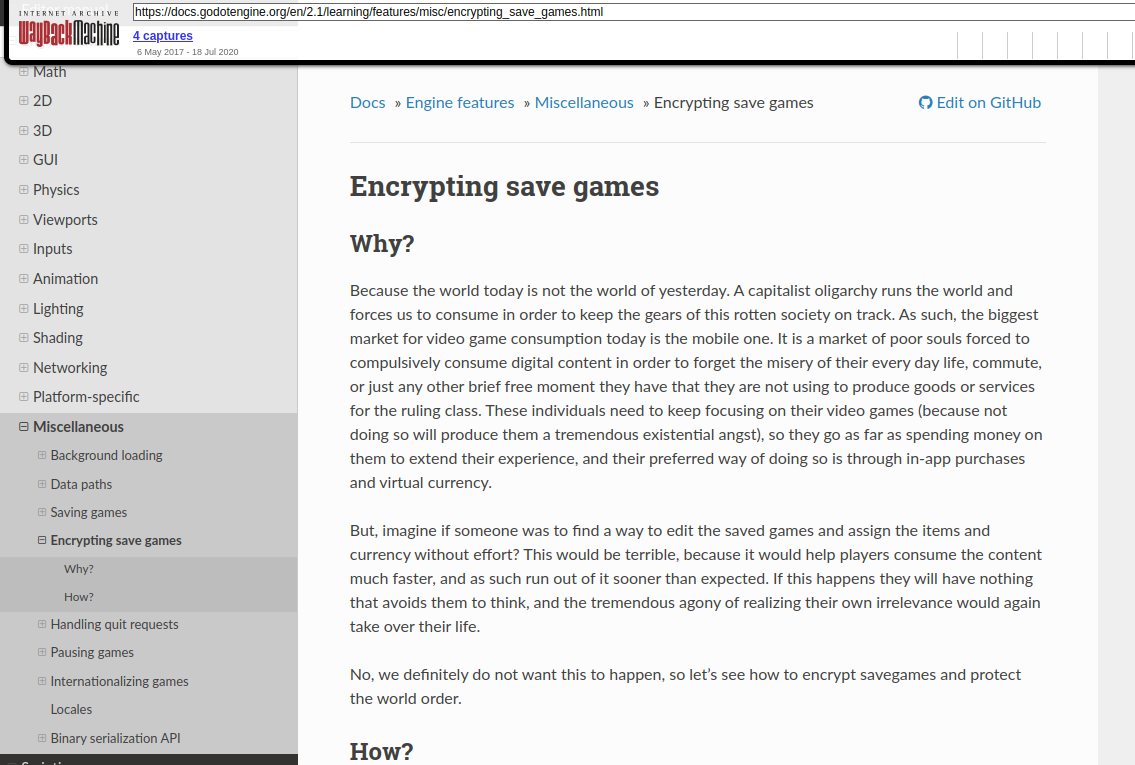 INTERNET ARCHIVE
WayBackMachine
https://docs.godotengine.org/en/2.1/learning/features/misc/encrypting_save_games.html
4 captures
6 May 2017 - 18 Jul 2020
Math
2D
3D
GUI
Physics
Viewports
Inputs
Animation
Lighting
Shading
Networking
Platform-specific
Miscellaneous
Background loading
Data paths
Saving games
Encrypting save games
Why?
How?
Handling quit requests
Pausing games
Internationalizing games
Locales
Binary serialization API
Docs » Engine features » Miscellaneous » Encrypting save games
Edit on GitHub
Encrypting save games
Why?
Because the world today is not the world of yesterday. A capitalist oligarchy runs the world and
forces us to consume in order to keep the gears of this rotten society on track. As such, the biggest
market for video game consumption today is the mobile one. It is a market of poor souls forced to
compulsively consume digital content in order to forget the misery of their every day life, commute,
or just any other brief free moment they have that they are not using to produce goods or services
for the ruling class. These individuals need to keep focusing on their video games (because not
doing so will produce them a tremendous existential angst), so they go as far as spending money on
them to extend their experience, and their preferred way of doing so is through in-app purchases
and virtual currency.
But, imagine if someone was to find a way to edit the saved games and assign the items and
currency without effort? This would be terrible, because it would help players consume the content
much faster, and as such run out of it sooner than expected. If this happens they will have nothing
that avoids them to think, and the tremendous agony of realizing their own irrelevance would again
take over their life.
No, we definitely do not want this to happen, so let’s see how to encrypt savegames and protect
the world order.
How?